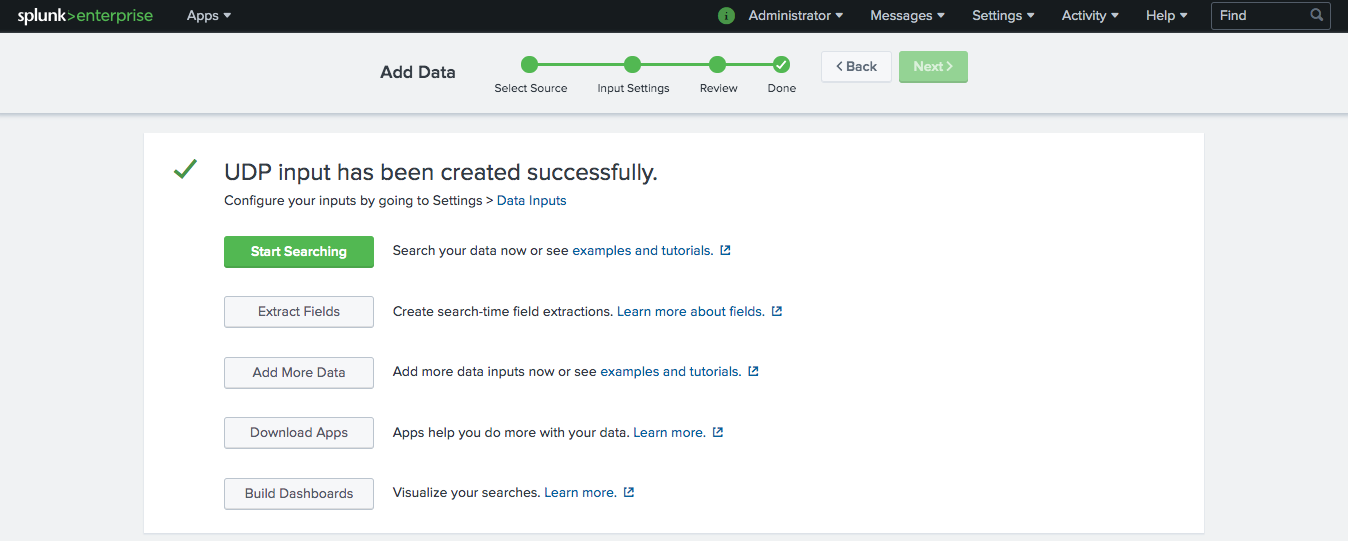 splunk>enterprise Apps Administrator Messages Settings Activity Help Find
Add Data
Select Source Input Settings Review Done
Back Next
UDP input has been created successfully.
Configure your inputs by going to Settings > Data Inputs
Start Searching Search your data now or see examples and tutorials.
Extract Fields Create search-time field extractions. Learn more about fields.
Add More Data Add more data inputs now or see examples and tutorials.
Download Apps Apps help you do more with your data. Learn more.
Build Dashboards Visualize your searches. Learn more.